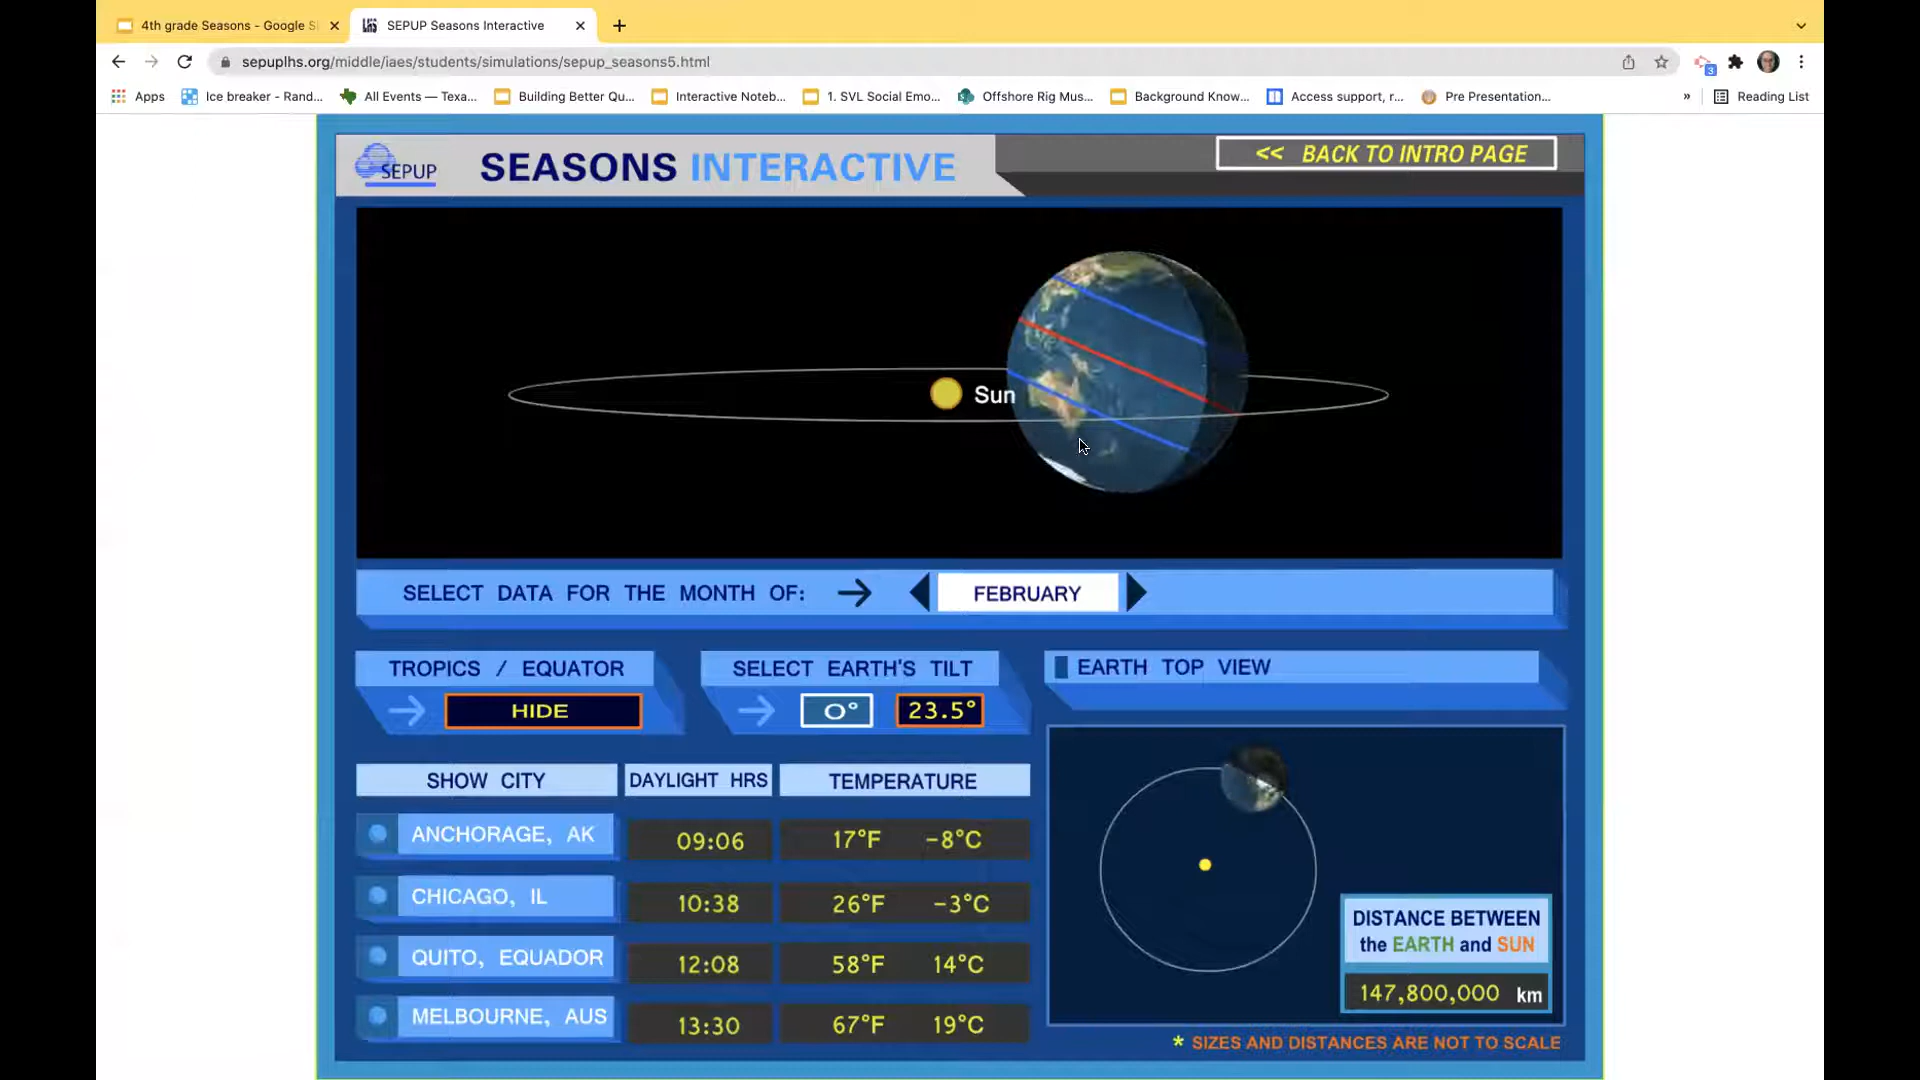 4th grade Seasons - Google S
SEPUP Seasons Interactive
sepuplhs.org/middle/iaes/students/simulations/sepup_seasons5.html
3
Apps
Ice breaker - Rand...
All Events — Texa...
Building Better Qu...
Interactive Noteb...
1. SVL Social Emo...
Offshore Rig Mus...
Background Know...
Access support, r...
Pre Presentation...
»
Reading List
SEPUP
SEASONS INTERACTIVE
<< BACK TO INTRO PAGE
Sun
SELECT DATA FOR THE MONTH OF:
FEBRUARY
TROPICS / EQUATOR
HIDE
SELECT EARTH'S TILT
0°
23.5°
EARTH TOP VIEW
SHOW CITY DAYLIGHT HRS TEMPERATURE
ANCHORAGE, AK 09:06 17°F -8°C
CHICAGO, IL 10:38 26°F -3°C
QUITO, EQUADOR 12:08 58°F 14°C
MELBOURNE, AUS 13:30 67°F 19°C
DISTANCE BETWEEN
the EARTH and SUN
147,800,000 km
* SIZES AND DISTANCES ARE NOT TO SCALE